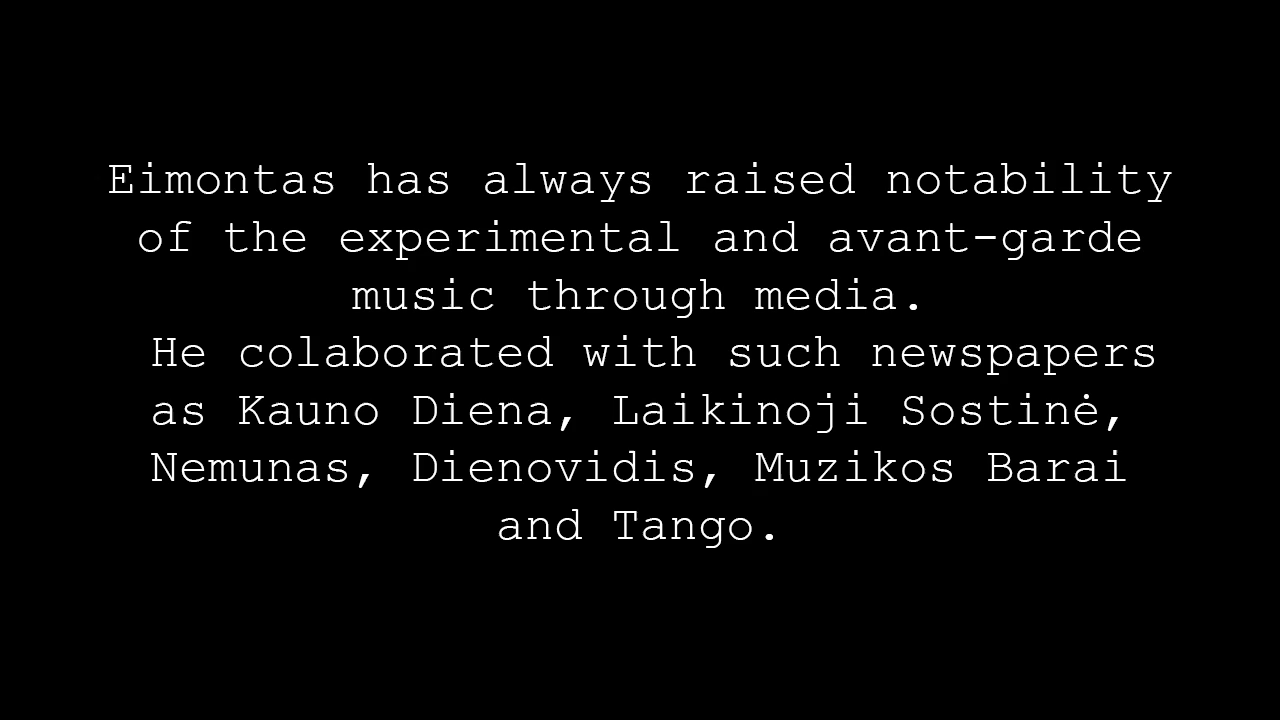 Eimontas has always raised notability
of the experimental and avant-garde
music through media.
He colaborated with such newspapers
as Kauno Diena, Laikinoji Sostinė,
Nemunas, Dienovidis, Muzikos Barai
and Tango.